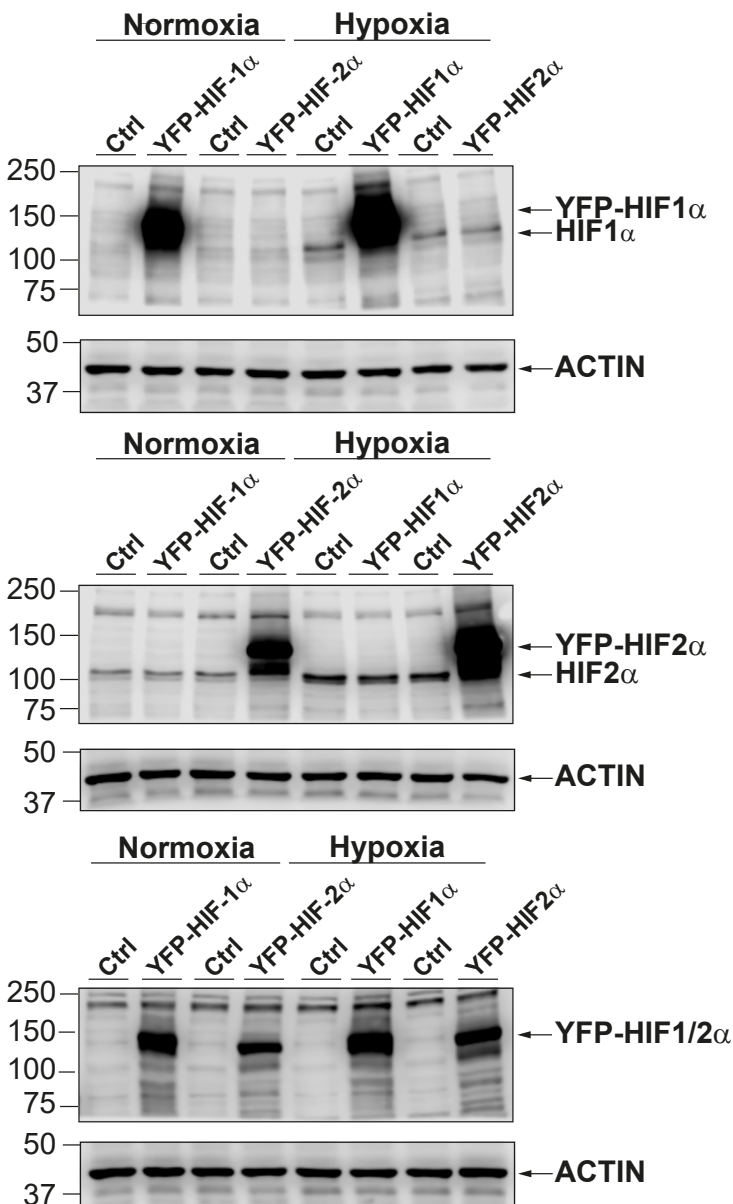 Normoxia Hypoxia
Ctrl YFP-HIF-1α Ctrl YFP-HIF-2α Ctrl YFP-HIF1α Ctrl YFP-HIF2α
250
150
100
75
YFP-HIF1α
HIF1α
50
37
ACTIN
Normoxia Hypoxia
Ctrl YFP-HIF-1α Ctrl YFP-HIF-2α Ctrl YFP-HIF1α Ctrl YFP-HIF2α
250
150
100
75
YFP-HIF2α
HIF2α
50
37
ACTIN
Normoxia Hypoxia
Ctrl YFP-HIF-1α Ctrl YFP-HIF-2α Ctrl YFP-HIF1α Ctrl YFP-HIF2α
250
150
100
75
YFP-HIF1/2α
50
37
ACTIN